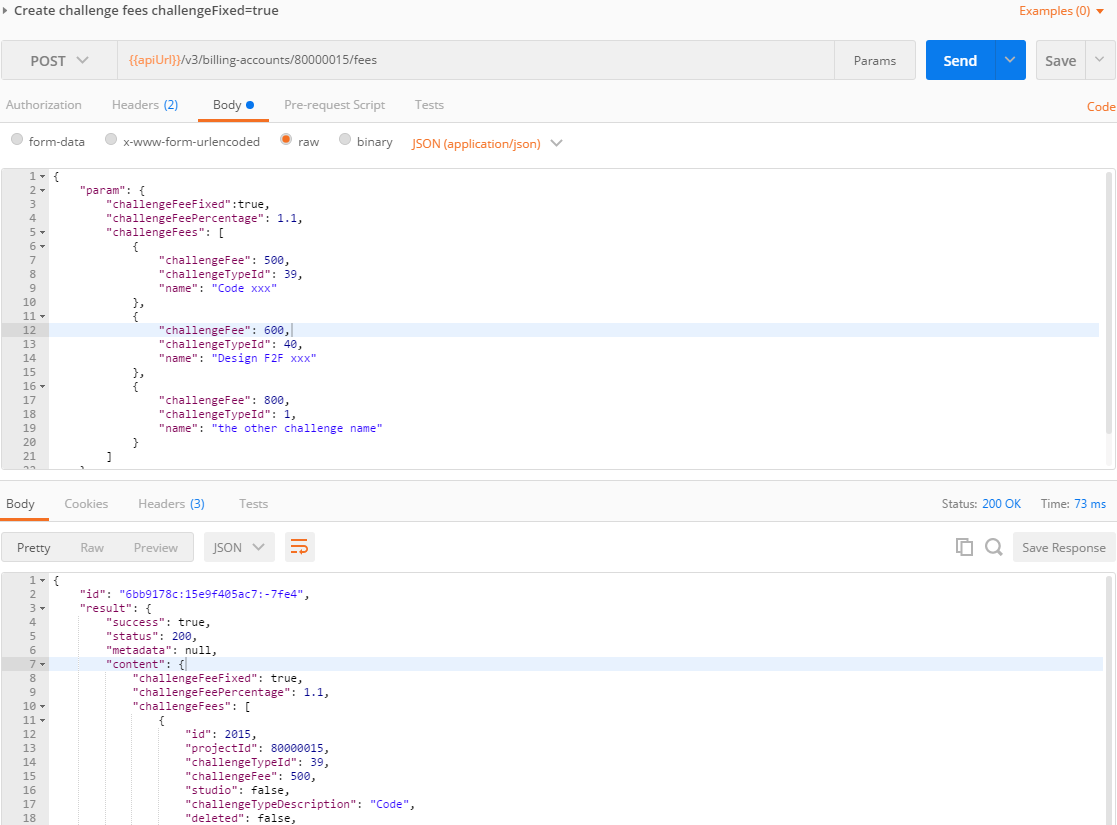 Create challenge fees challengeFixed=true
Examples (0)
POST
{{apiUrl}}/v3/billing-accounts/80000015/fees
Params
Send
Save
Authorization
Headers (2)
Body
Pre-request Script
Tests
Code
form-data
x-www-form-urlencoded
raw
binary
JSON (application/json)
1 {
2 "param": {
3 "challengeFeeFixed":true,
4 "challengeFeePercentage": 1.1,
5 "challengeFees": [
6 {
7 "challengeFee": 500,
8 "challengeTypeId": 39,
9 "name": "Code xxx"
10 },
11 {
12 "challengeFee": 600,
13 "challengeTypeId": 40,
14 "name": "Design F2F xxx"
15 },
16 {
17 "challengeFee": 800,
18 "challengeTypeId": 1,
19 "name": "the other challenge name"
20 }
21 ]
Body
Cookies
Headers (3)
Tests
Status: 200 OK
Time: 73 ms
Pretty
Raw
Preview
JSON
Save Response
1 {
2 "id": "6bb9178c:15e9f405ac7:-7fe4",
3 "result": {
4 "success": true,
5 "status": 200,
6 "metadata": null,
7 "content": {
8 "challengeFeeFixed": true,
9 "challengeFeePercentage": 1.1,
10 "challengeFees": [
11 {
12 "id": 2015,
13 "projectId": 80000015,
14 "challengeTypeId": 39,
15 "challengeFee": 500,
16 "studio": false,
17 "challengeTypeDescription": "Code",
18 "deleted": false,